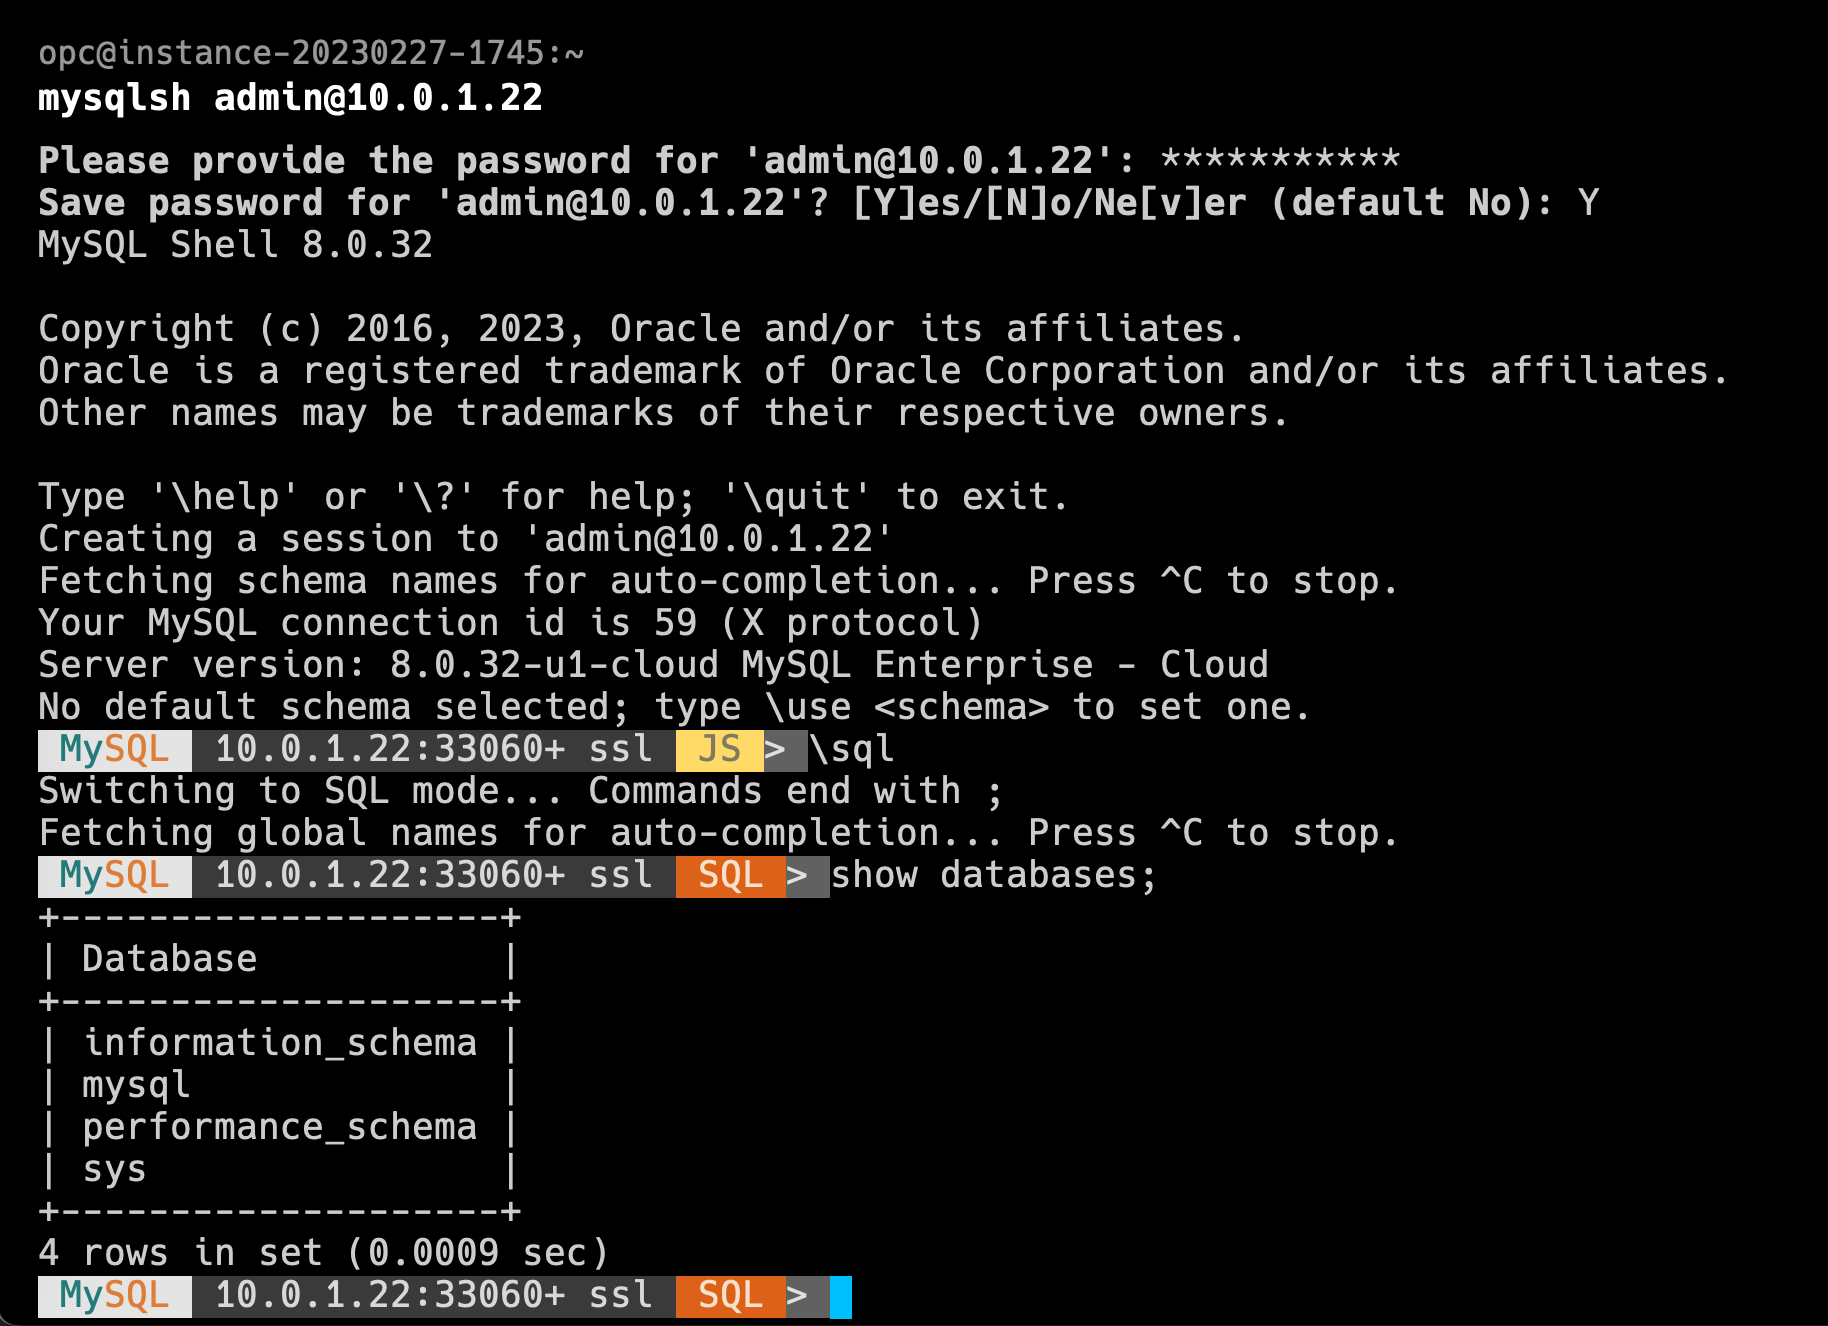 opc@instance-20230227-1745:~
mysqlsh admin@10.0.1.22
Please provide the password for 'admin@10.0.1.22': ***********
Save password for 'admin@10.0.1.22'? [Y]es/[N]o/Ne[v]er (default No): Y
MySQL Shell 8.0.32

Copyright (c) 2016, 2023, Oracle and/or its affiliates.
Oracle is a registered trademark of Oracle Corporation and/or its affiliates.
Other names may be trademarks of their respective owners.

Type '\help' or '\?' for help; '\quit' to exit.
Creating a session to 'admin@10.0.1.22'
Fetching schema names for auto-completion... Press ^C to stop.
Your MySQL connection id is 59 (X protocol)
Server version: 8.0.32-u1-cloud MySQL Enterprise - Cloud
No default schema selected; type \use <schema> to set one.
MySQL 10.0.1.22:33060+ ssl JS > \sql
Switching to SQL mode... Commands end with ;
Fetching global names for auto-completion... Press ^C to stop.
MySQL 10.0.1.22:33060+ ssl SQL > show databases;
+--------------------+
| Database           |
+--------------------+
| information_schema |
| mysql              |
| performance_schema |
| sys                |
+--------------------+
4 rows in set (0.0009 sec)
MySQL 10.0.1.22:33060+ ssl SQL >